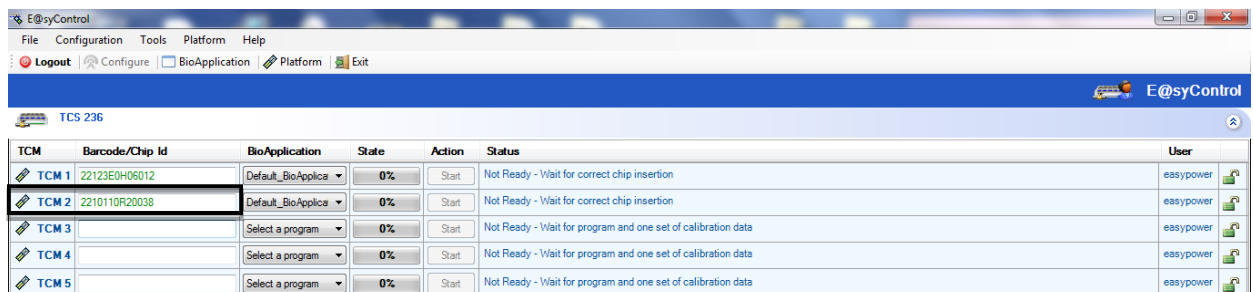 E@syControl
File Configuration Tools Platform Help
Logout Configure BioApplication Platform Exit
E@syControl
TCS 236
TCM Barcode/Chip Id BioApplication State Action Status User
TCM 1 22123E0H06012 Default_BioApplica 0% Start Not Ready - Wait for correct chip insertion easypower
TCM 2 2210110R20038 Default_BioApplica 0% Start Not Ready - Wait for correct chip insertion easypower
TCM 3 Select a program 0% Start Not Ready - Wait for program and one set of calibration data easypower
TCM 4 Select a program 0% Start Not Ready - Wait for program and one set of calibration data easypower
TCM 5 Select a program 0% Start Not Ready - Wait for program and one set of calibration data easypower